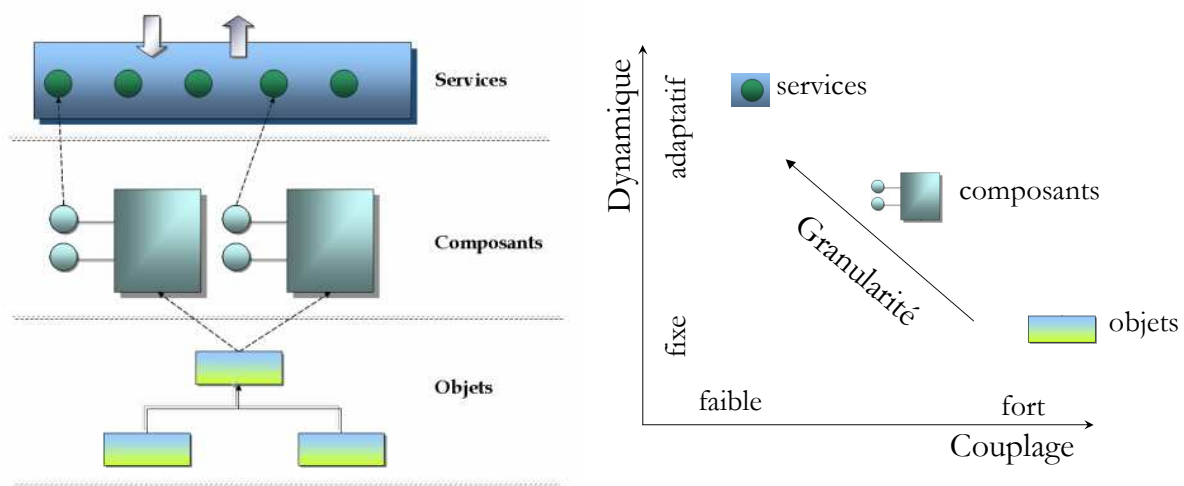 Services
Composants
Objets
Dynamique
adaptatif
fixe
services
composants
Granularité
objets
faible
fort
Couplage